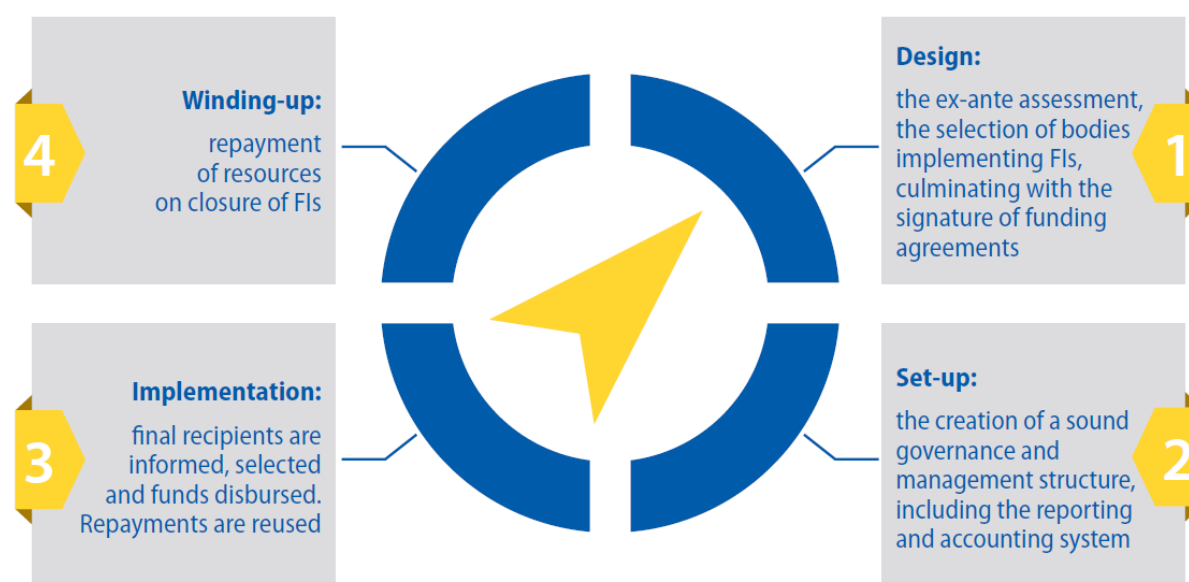 Design:
the ex-ante assessment,
the selection of bodies
implementing FIs,
culminating with the
signature of funding
agreements
1
Set-up:
the creation of a sound
governance and
management structure,
including the reporting
and accounting system
2
Implementation:
final recipients are
informed, selected
and funds disbursed.
Repayments are reused
3
Winding-up:
repayment
of resources
on closure of FIs
4